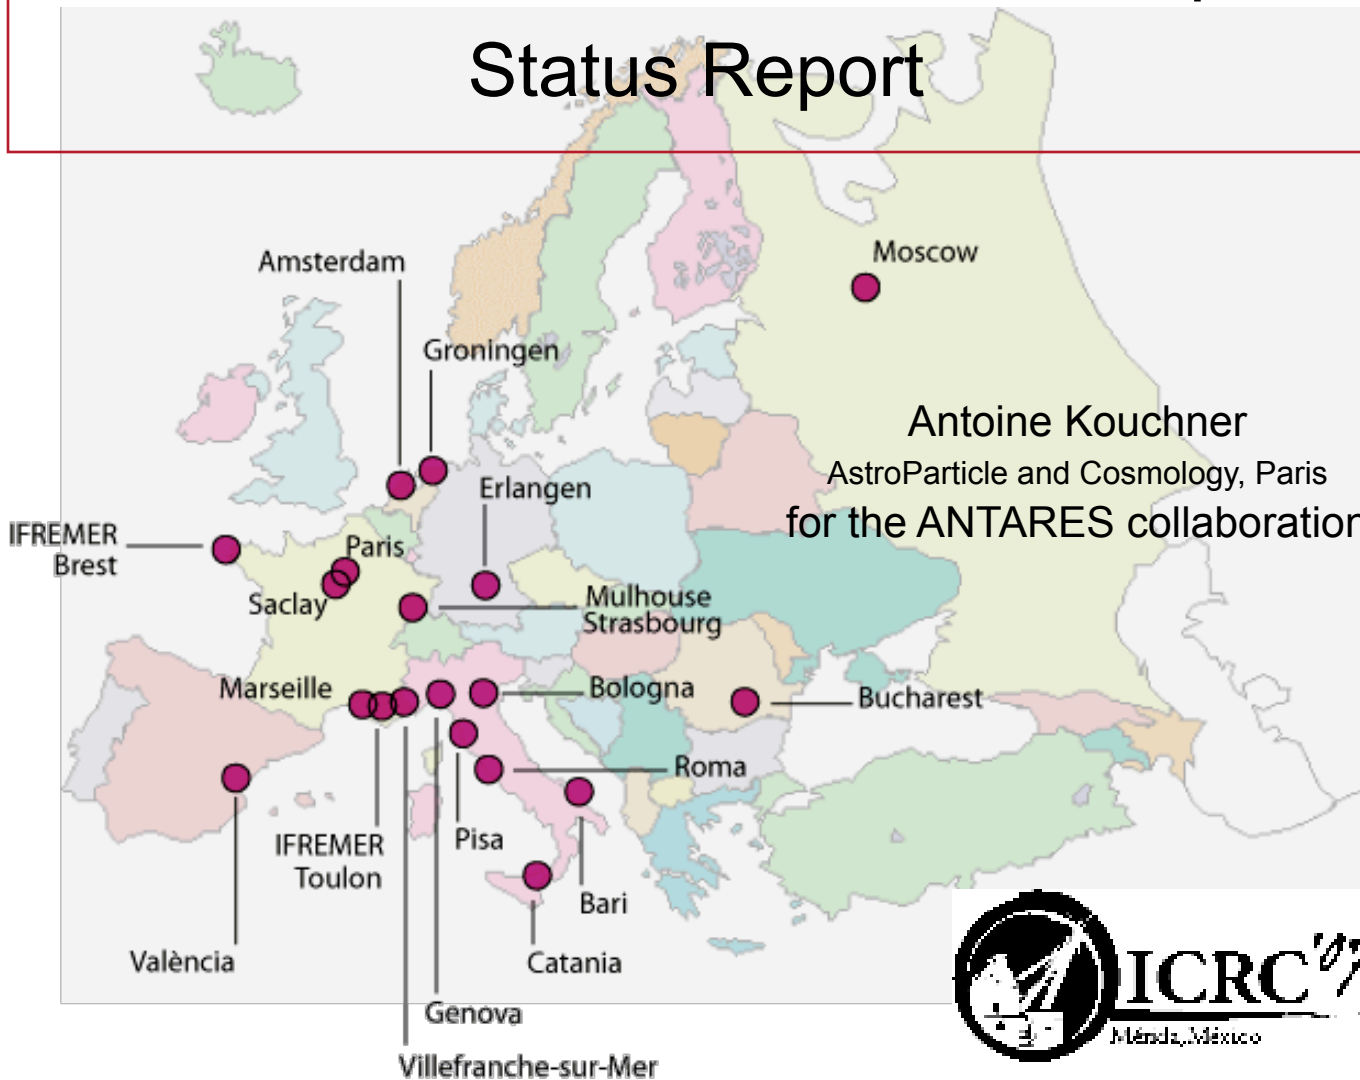 Status Report
Amsterdam
Moscow
Groningen
Antoine Kouchner
AstroParticle and Cosmology, Paris
for the ANTARES collaboration
Erlangen
IFREMER
Brest
Paris
Saclay
Mulhouse
Strasbourg
Marseille
Bologna
Bucharest
Roma
IFREMER
Toulon
Pisa
Bari
València
Catania
Genova
Villefranche-sur-Mer
ICRC
Mérida, México